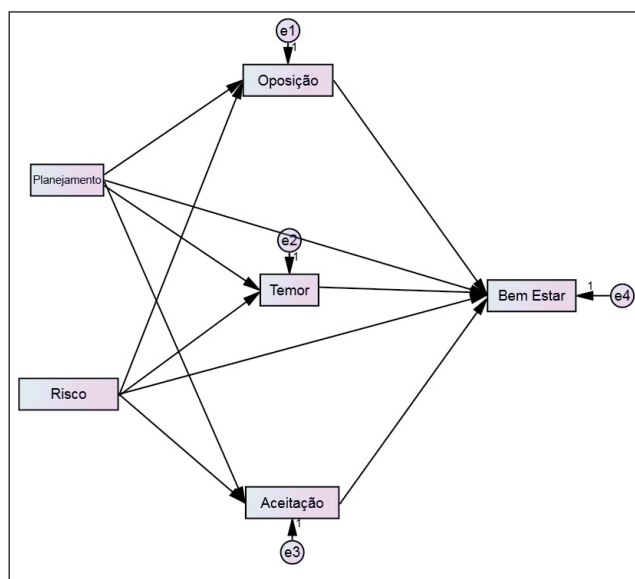 e1
1
Oposição
Planejamento
e2
1
Temor
Bem Estar
1
e4
Risco
Aceitação
1
e3